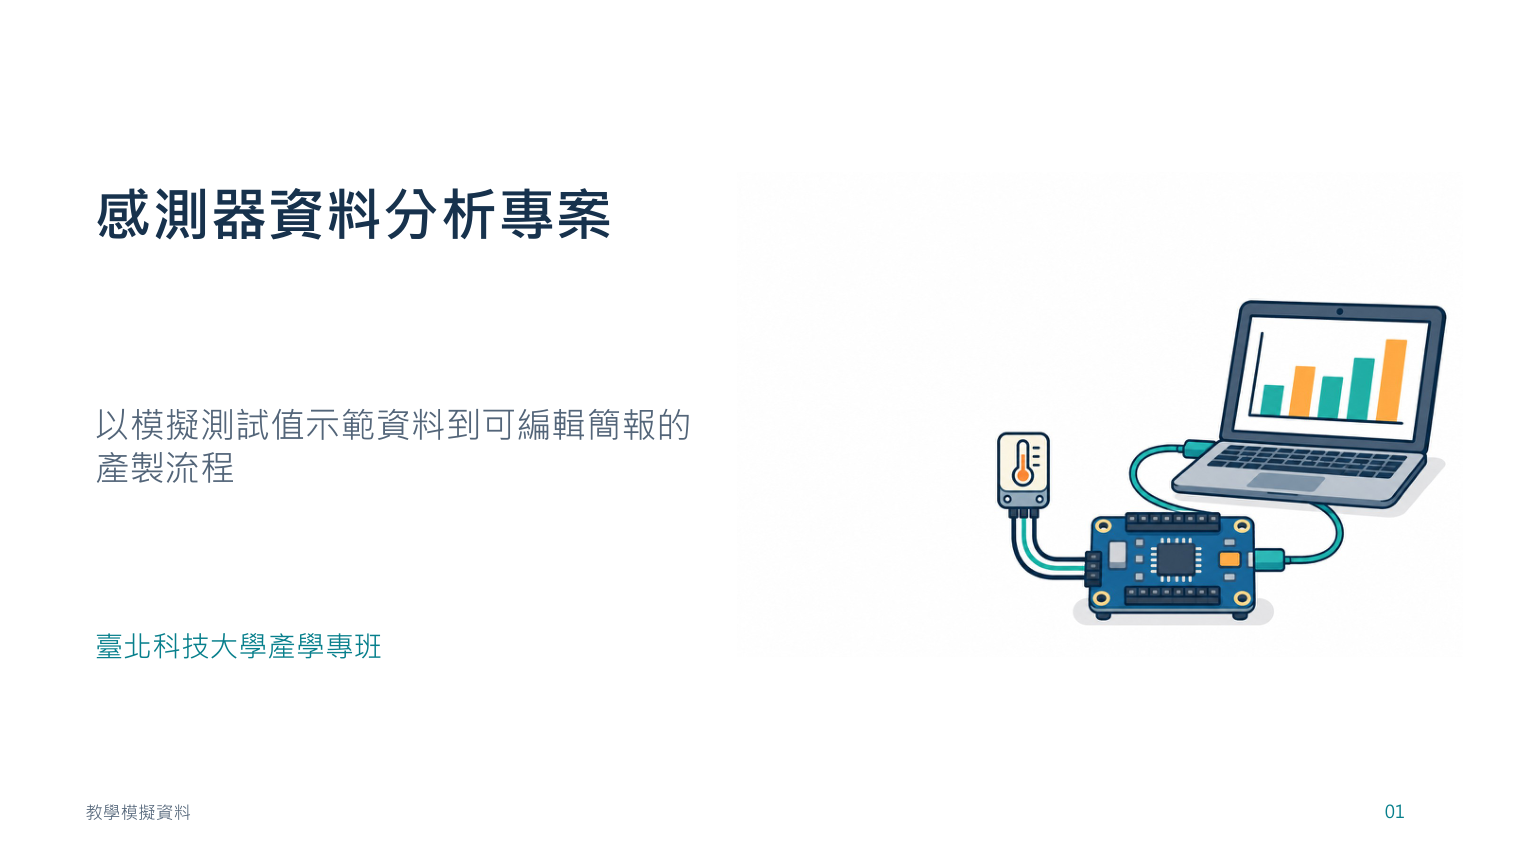 感測器資料分析專案
以模擬測試值示範資料到可編輯簡報的
產製流程
臺北科技大學產學專班
教學模擬資料
01